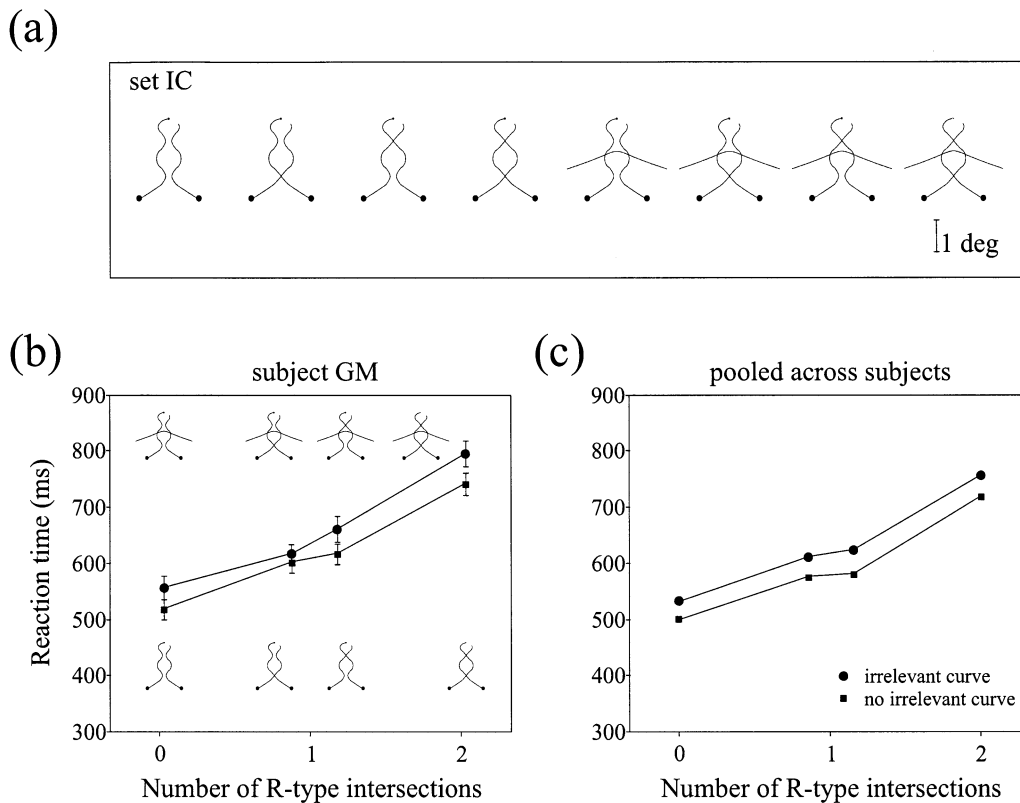 (a)
set IC
1 deg
(b)
subject GM
900
800
700
600
500
400
300
Reaction time (ms)
0 1 2
Number of R-type intersections
(c)
pooled across subjects
900
800
700
600
500
400
300
irrelevant curve
no irrelevant curve
0 1 2
Number of R-type intersections